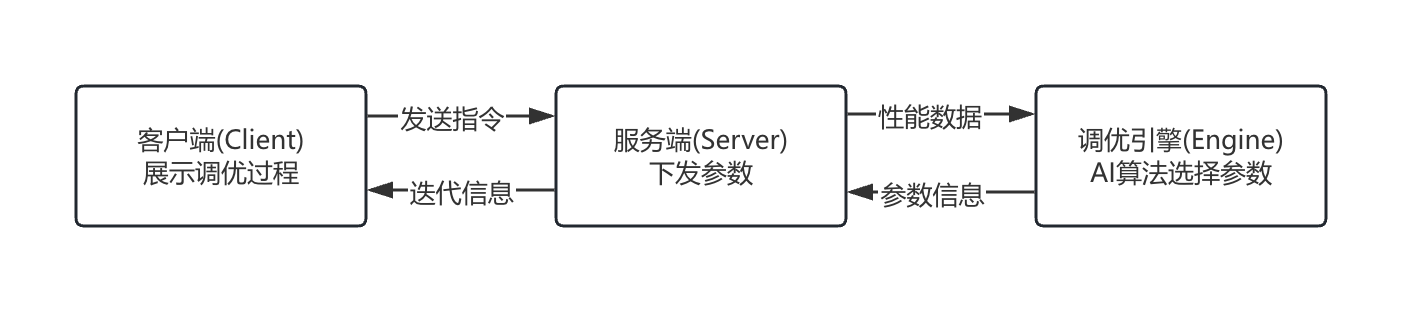 客户端(Client)
展示调优过程
发送指令
迭代信息
服务端(Server)
下发参数
性能数据
参数信息
调优引擎(Engine)
AI算法选择参数